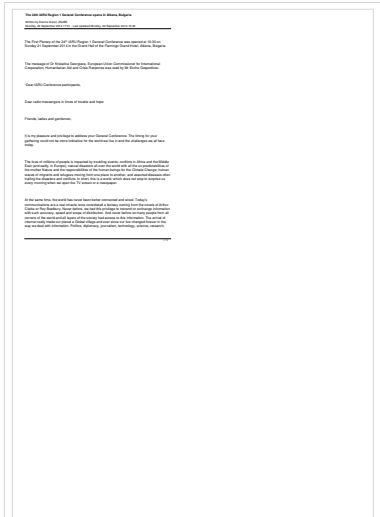 The 24th IARU Region 1 General Conference opens in Albena, Bulgaria
The First Plenary of the 24th IARU Region 1 General Conference was opened at 10:00 on
Sunday 21 September 2014 in the Grand Hall of the Flamingo Grand Hotel, Albena, Bulgaria.
The message of Dr Kristalina Georgieva, European Union Commissioner for International
Cooperation, Humanitarian Aid and Crisis Response was read by Mr
"Dear IARU Conference participants,
Dear radio messengers in times of trouble and hope
Friends, ladies and gentlemen,
It is my pleasure and privilege to address your General Conference. The timing for your
gathering could not be more indicative for the world we live in and the challenges we all face
today.
The lives of millions of people is impacted by troubling events: conflicts in Africa and the Middle
East (and sadly, in Europe), natural disasters all over the world with all the unpredictabilities of
the mother Nature and the responsibilities of the human beings for the Climate Change; human
waves of migrants and refugees moving from one place to another, and assorted diseases often
trailing the disasters and conflicts. In short, this is a world which does not stop to surprise us
every morning when we open the TV screen or a newspaper.
At the same time, the world has never been better connected and wired. Today's
communications are a real miracle once considered a fantasy coming from the novels of Arthur
Clarke or Ray Bradbury. Never before, we had this privilege to transmit or exchange information
with such accuracy, speed and scope of distribution. And never before so many people from all
corners of the world and all layers of the society had access to this information. The arrival of
internet really made our planet a Global village and ever since our live changed forever in the
way we deal with information. Politics, diplomacy, journalism, technology, science, research,